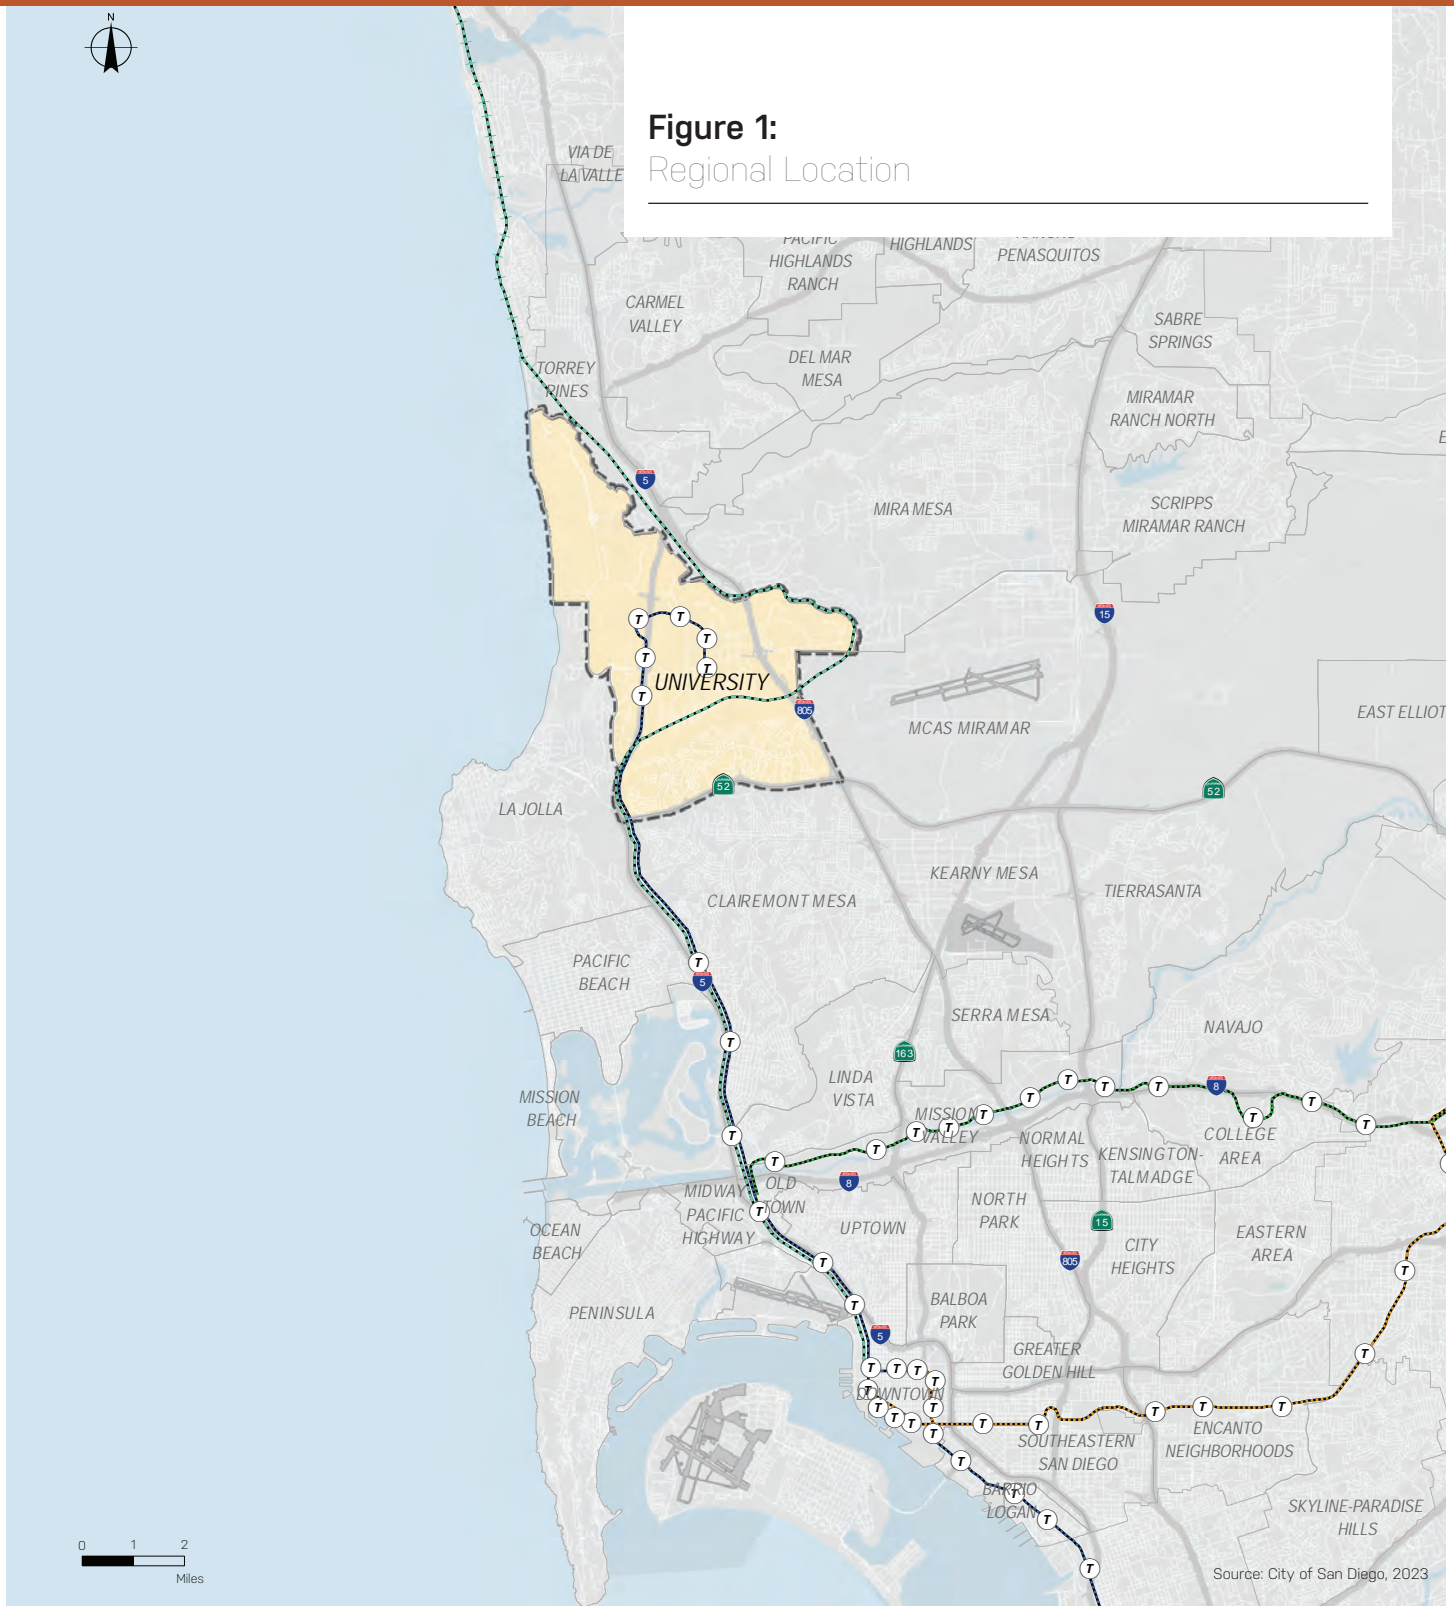 N
Figure 1:
Regional Location
VIA DE
LA VALLE
PACIFIC
HIGHLANDS
RANCH
HIGHLANDS
PENASQUITOS
CARMEL
VALLEY
SABRE
SPRINGS
DEL MAR
MESA
TORREY
PINES
MIRAMAR
RANCH NORTH
E
5
MIRA MESA
SCRIPPS
MIRAMAR RANCH
15
T
T
T
T
T
T
UNIVERSITY
805
MCAS MIRAMAR
EAST ELLIOT
52
52
LA JOLLA
KEARNY MESA
TIERRASANTA
CLAIREMONT MESA
PACIFIC
BEACH
T
5
SERRA MESA
NAVAJO
T
163
LINDA
VISTA
MISSION
BEACH
T
T
T
T
8
T
T
T
T
T
T
T
T
MISSION
VALLEY
NORMAL
HEIGHTS
KENSINGTON-
TALMADGE
COLLEGE
AREA
T
T
OLD
TOWN
8
MIDWAY
PACIFIC
HIGHWAY
T
UPTOWN
NORTH
PARK
15
OCEAN
BEACH
EASTERN
AREA
CITY
HEIGHTS
805
T
T
T
BALBOA
PARK
PENINSULA
5
GREATER
GOLDEN HILL
T
T
T
T
T
T
DOWNTOWN
T
T
T
T
T
T
T
T
T
T
ENCANTO
NEIGHBORHOODS
SOUTHEASTERN
SAN DIEGO
T
BARRIO
LOGAN
T
T
SKYLINE-PARADISE
HILLS
T
0 1 2
Miles
Source: City of San Diego, 2023